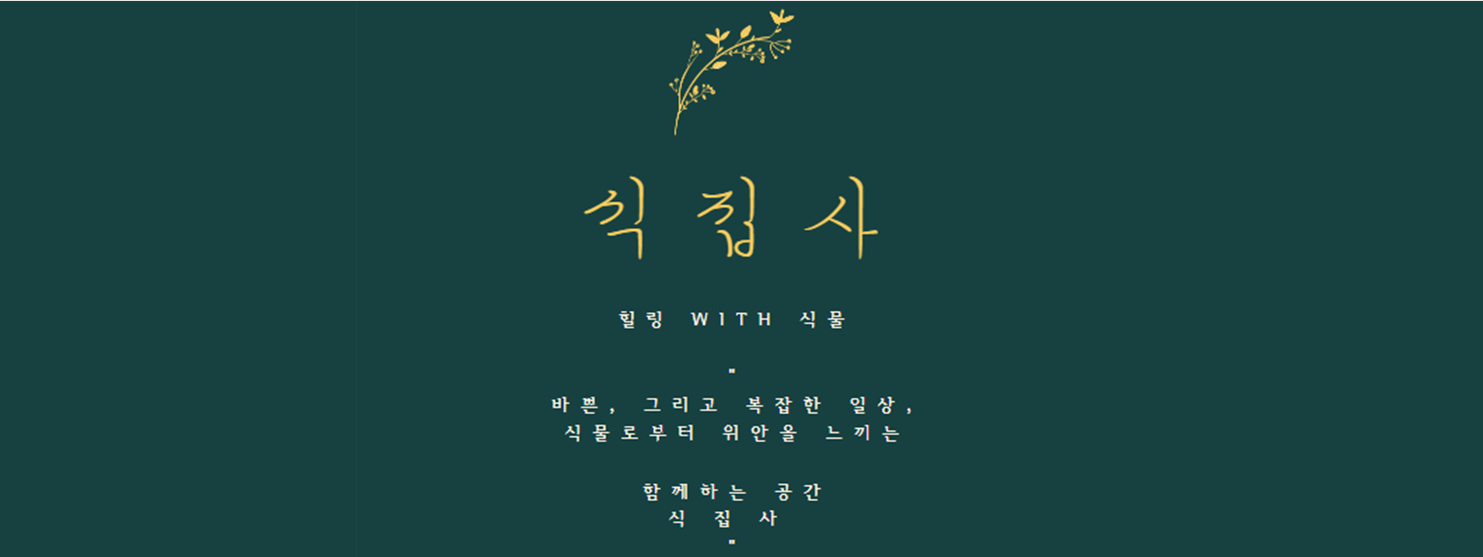 식 집 사
힐링 WITH 식물
"
바쁜, 그리고 복잡한 일상,
식물로부터 위안을 느끼는
함께하는 공간
식 집 사
"